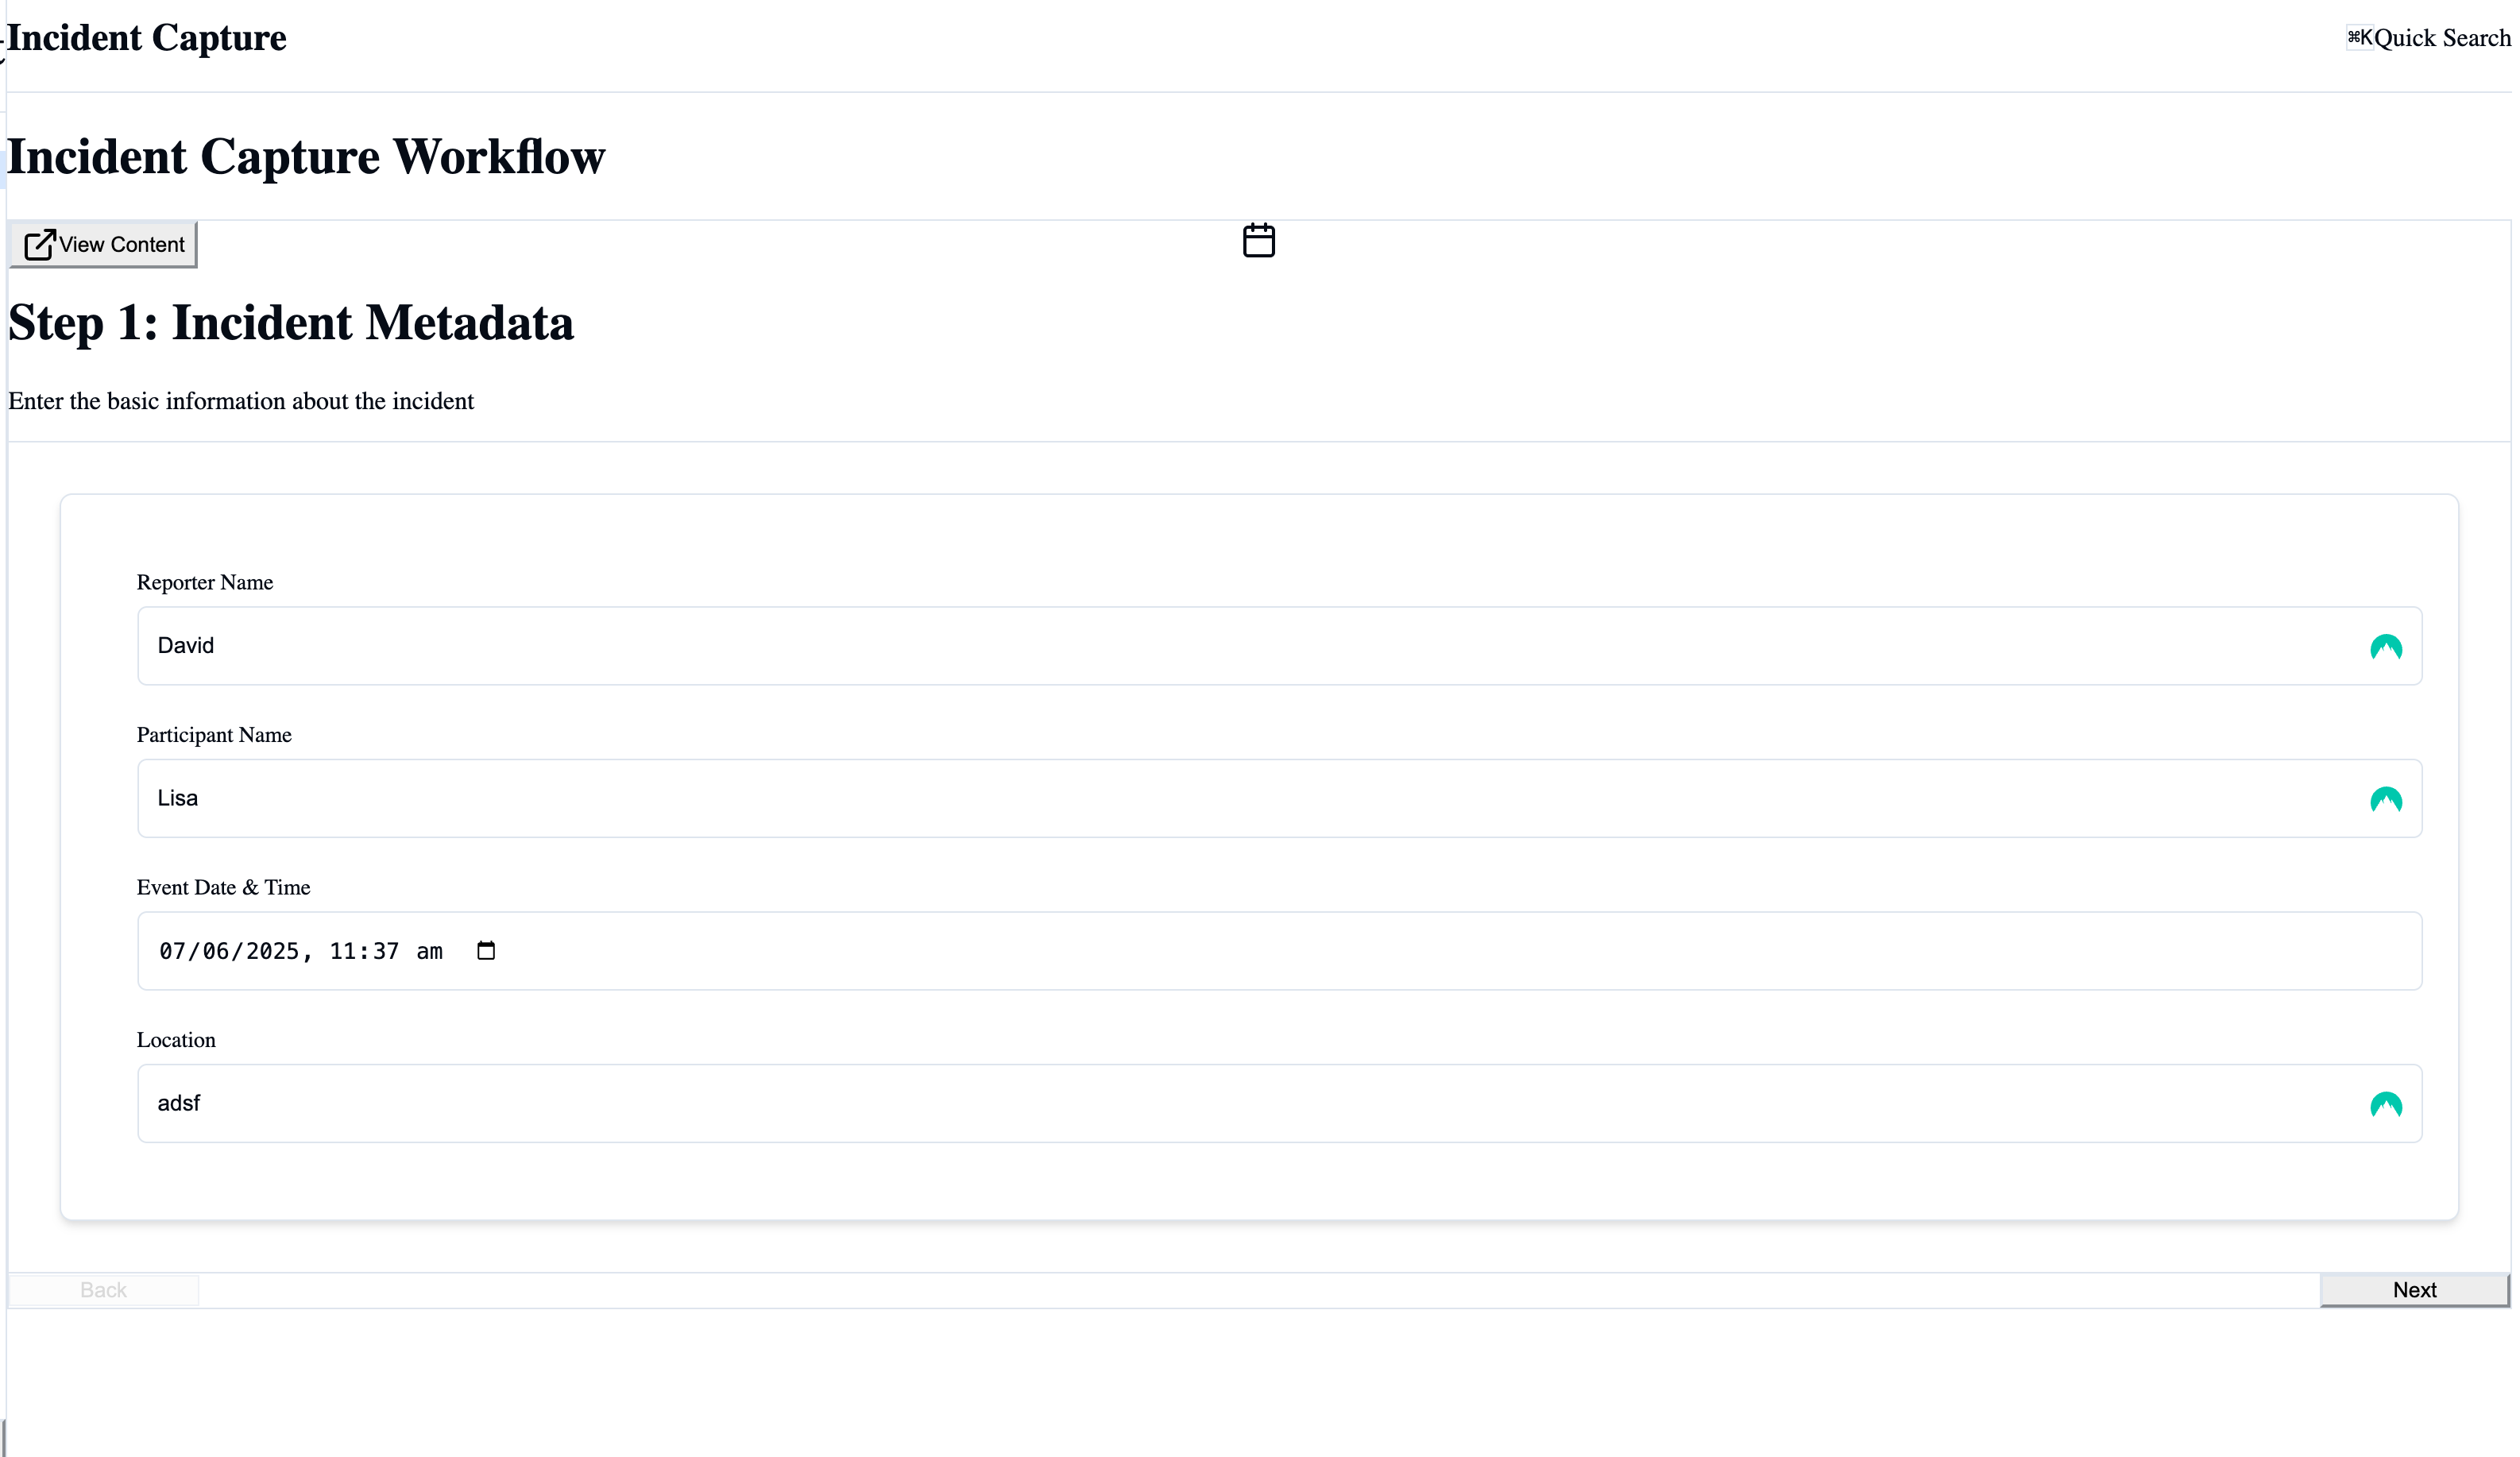 Incident Capture
⌘K Quick Search
Incident Capture Workflow
View Content
Step 1: Incident Metadata
Enter the basic information about the incident
Reporter Name
David
Participant Name
Lisa
Event Date & Time
07/06/2025, 11:37 am
Location
adsf
Back
Next